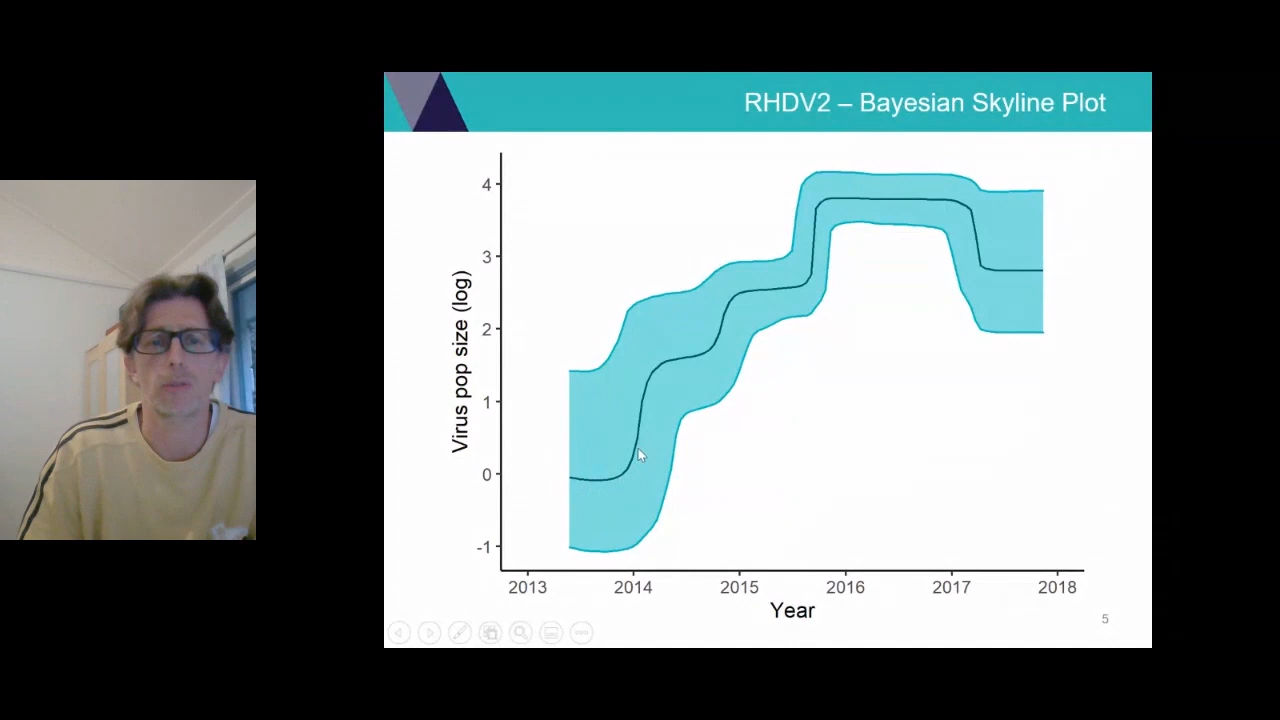 RHDV2 – Bayesian Skyline Plot
Virus pop size (log)
4
3
2
1
0
-1
2013 2014 2015 2016 2017 2018
Year
5